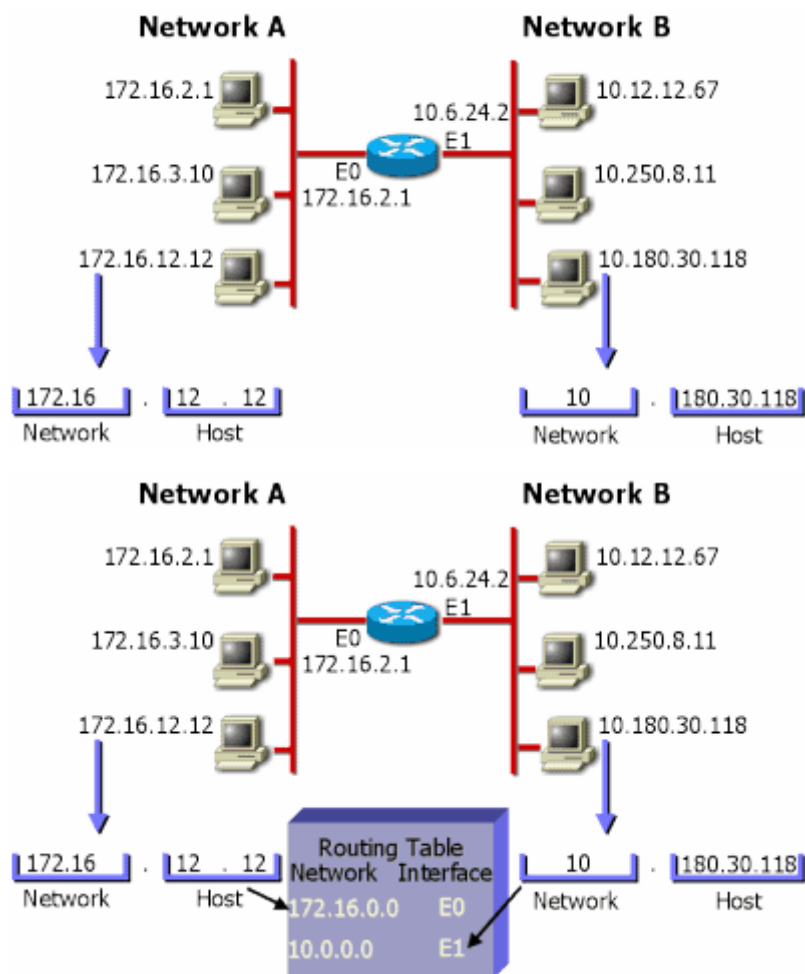 Network A Network B
172.16.2.1 10.12.12.67
10.6.24.2
E1
172.16.3.10 E0 10.250.8.11
172.16.2.1
172.16.12.12 10.180.30.118
172.16 . 12 . 12 10 . 180.30.118
Network Host Network Host
Network A Network B
172.16.2.1 10.12.12.67
10.6.24.2
E1
172.16.3.10 E0 10.250.8.11
172.16.2.1
172.16.12.12 10.180.30.118
Routing Table
172.16 . 12 . 12 10 . 180.30.118
Network Interface
Network Host Network Host
172.16.0.0 E0
10.0.0.0 E1